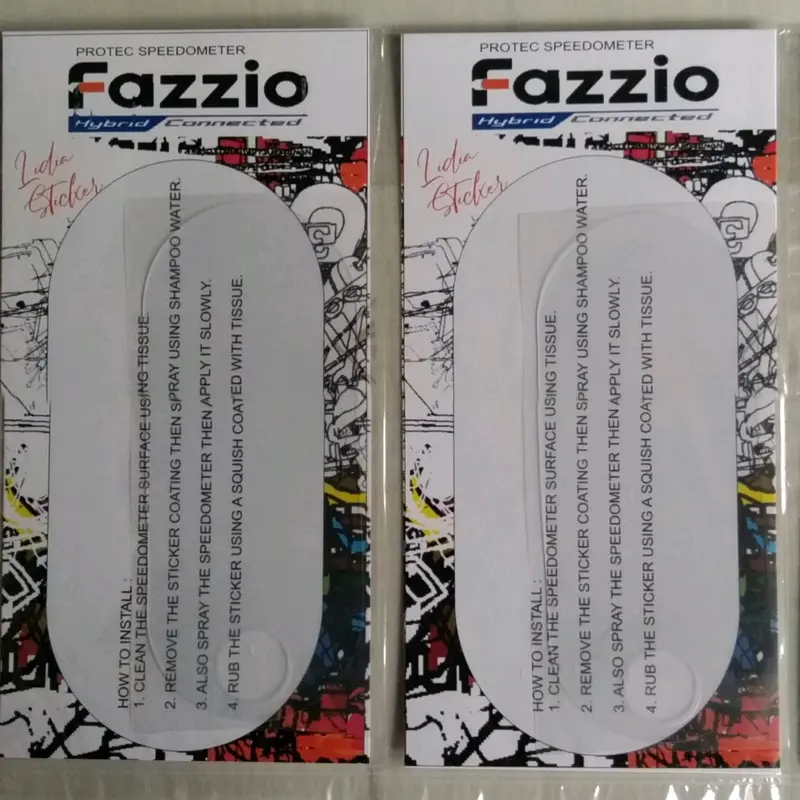 PROTEC SPEEDOMETER
Fazzio
Hybrid Connected
Lidia
Sticker
HOW TO INSTALL :
1. CLEAN THE SPEEDOMETER SURFACE USING TISSUE.
2. REMOVE THE STICKER COATING THEN SPRAY USING SHAMPOO WATER.
3. ALSO SPRAY THE SPEEDOMETER THEN APPLY IT SLOWLY.
4. RUB THE STICKER USING A SQUISH COATED WITH TISSUE.
PROTEC SPEEDOMETER
Fazzio
Hybrid Connected
Lidia
Sticker
HOW TO INSTALL :
1. CLEAN THE SPEEDOMETER SURFACE USING TISSUE.
2. REMOVE THE STICKER COATING THEN SPRAY USING SHAMPOO WATER.
3. ALSO SPRAY THE SPEEDOMETER THEN APPLY IT SLOWLY.
4. RUB THE STICKER USING A SQUISH COATED WITH TISSUE.